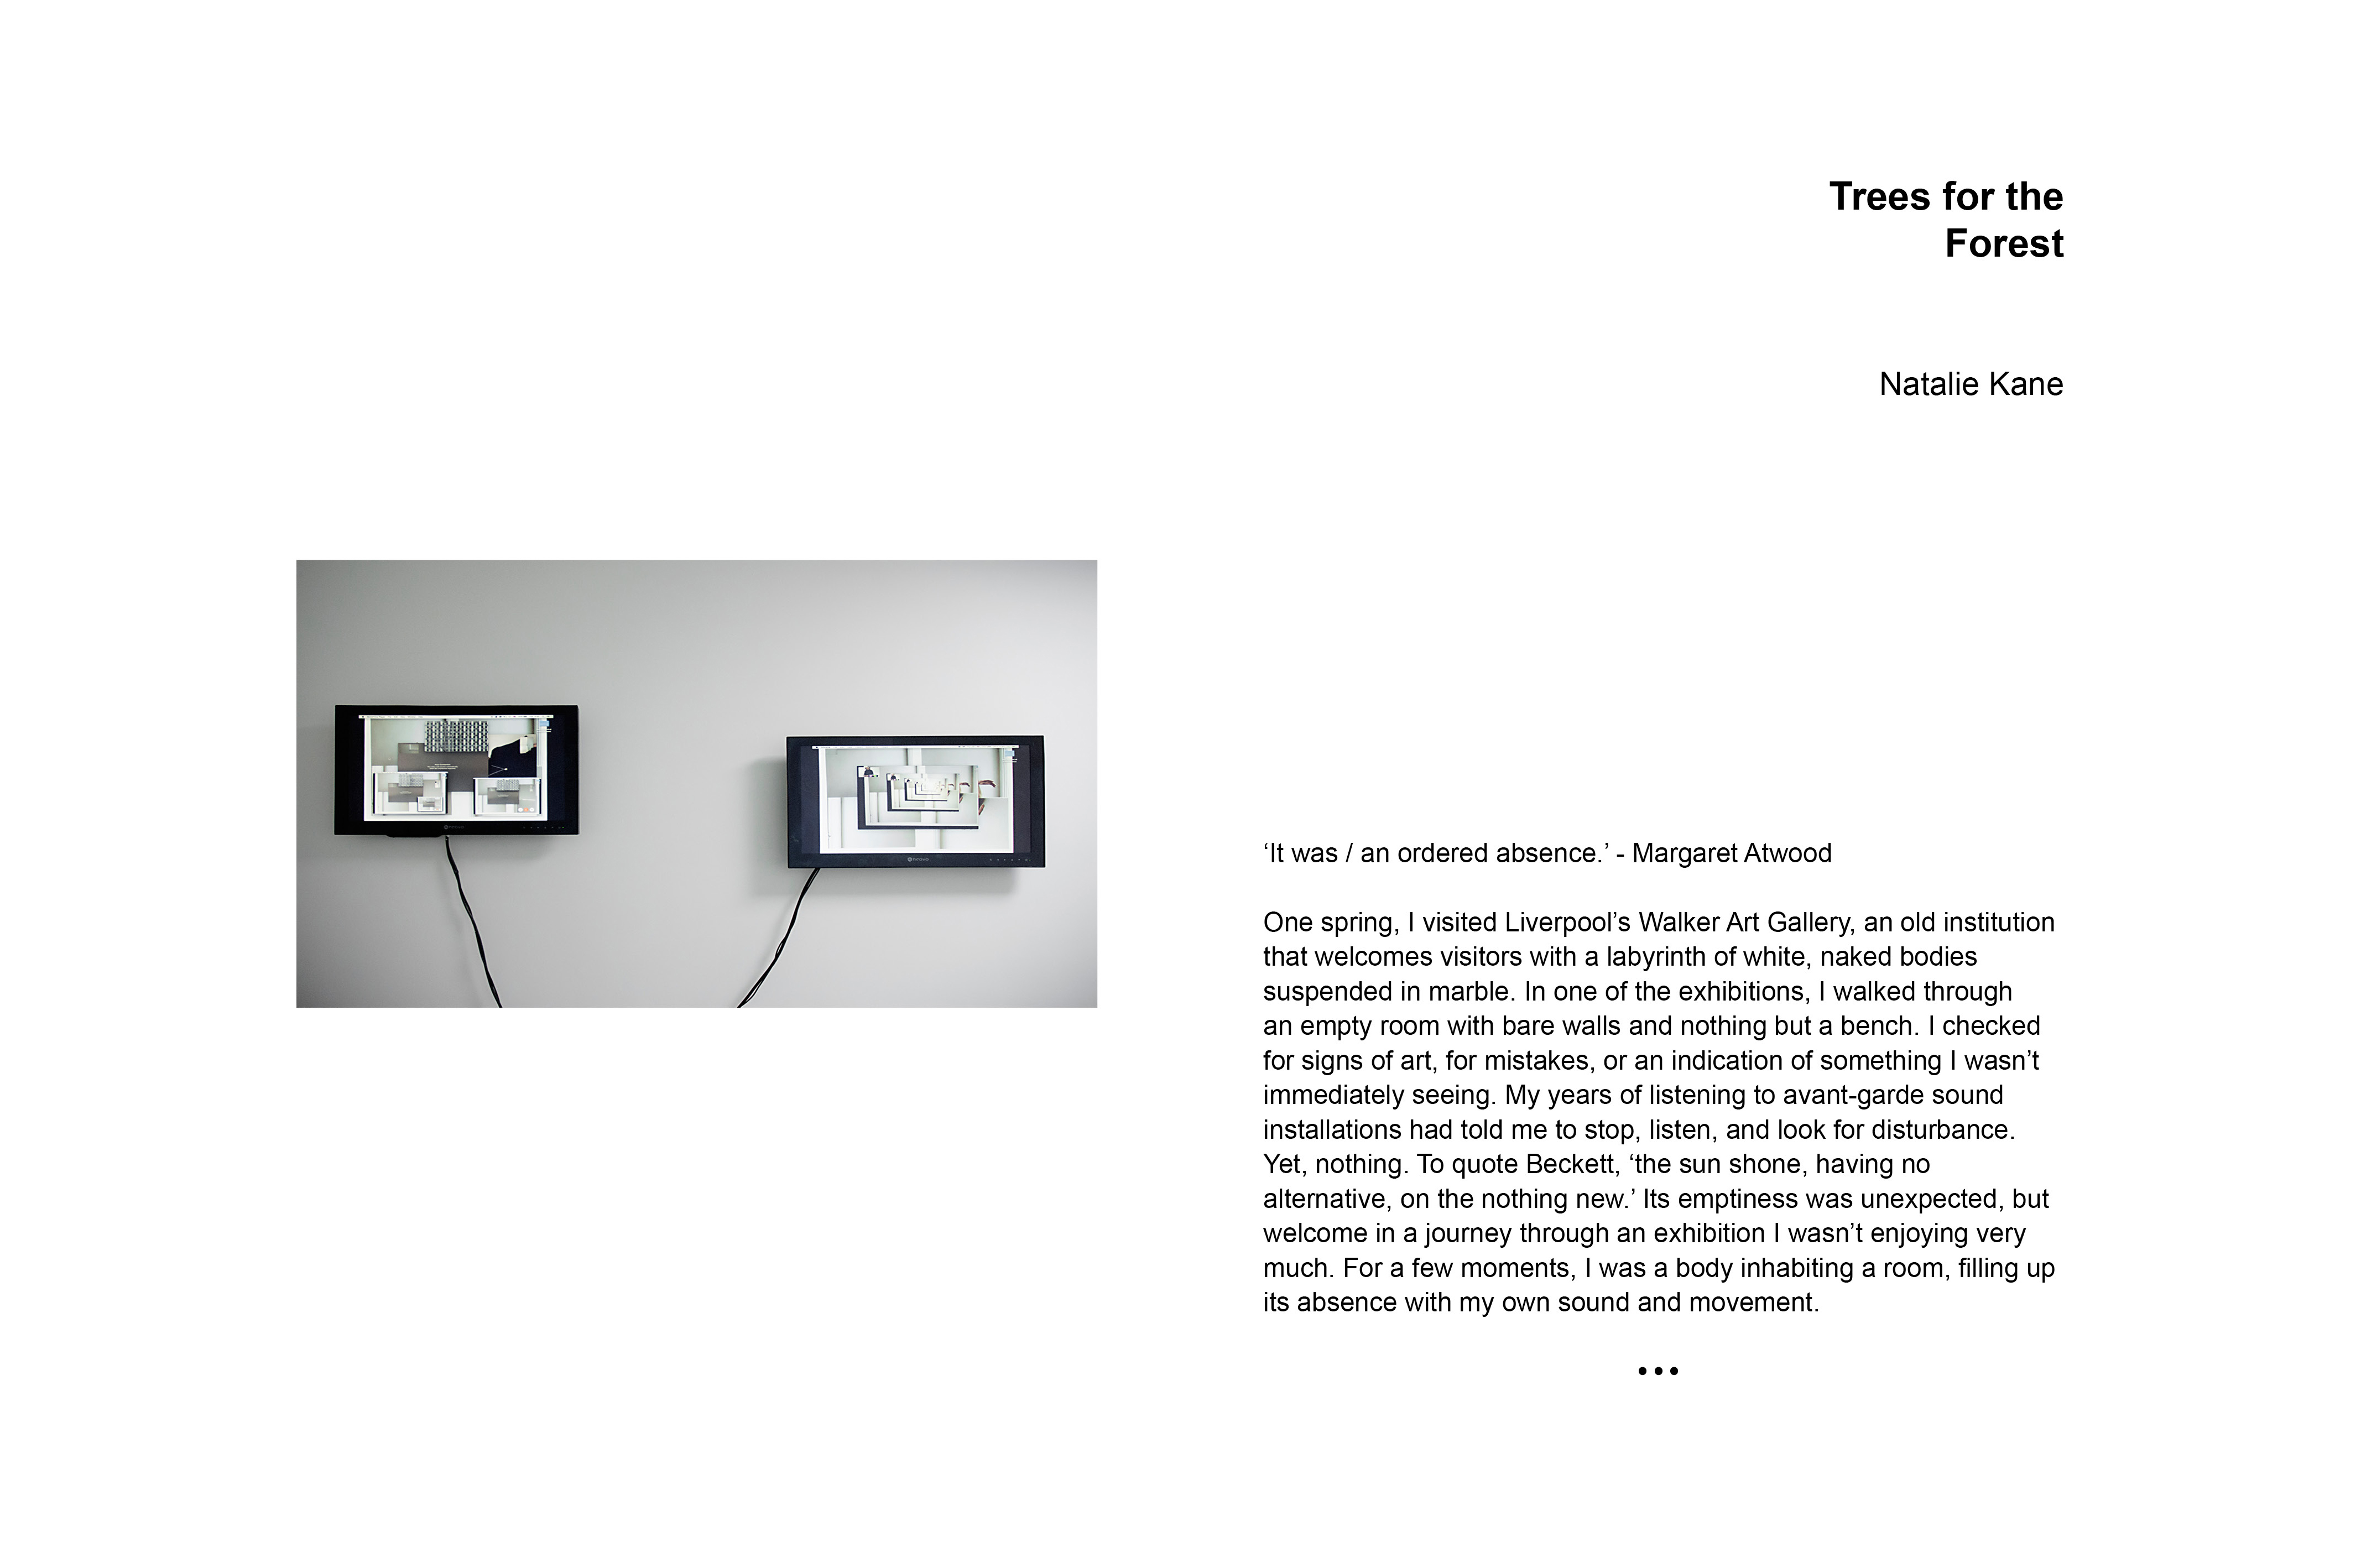 Trees for the
Forest
Natalie Kane
‘It was / an ordered absence.’ - Margaret Atwood
One spring, I visited Liverpool’s Walker Art Gallery, an old institution
that welcomes visitors with a labyrinth of white, naked bodies
suspended in marble. In one of the exhibitions, I walked through
an empty room with bare walls and nothing but a bench. I checked
for signs of art, for mistakes, or an indication of something I wasn’t
immediately seeing. My years of listening to avant-garde sound
installations had told me to stop, listen, and look for disturbance.
Yet, nothing. To quote Beckett, ‘the sun shone, having no
alternative, on the nothing new.’ Its emptiness was unexpected, but
welcome in a journey through an exhibition I wasn’t enjoying very
much. For a few moments, I was a body inhabiting a room, filling up
its absence with my own sound and movement.
•••